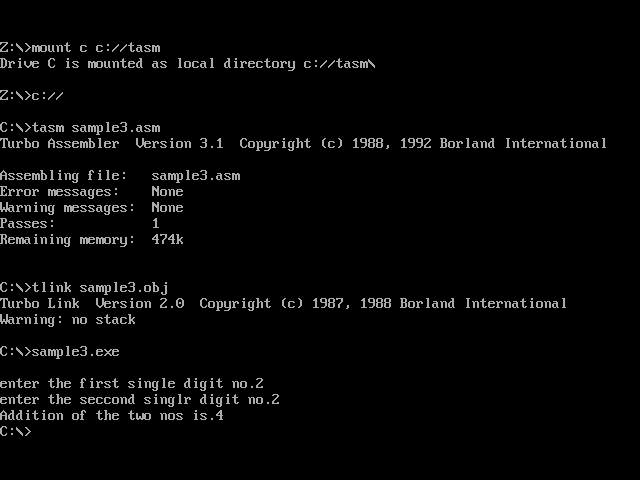 Z:\>mount c c://tasm
Drive C is mounted as local directory c://tasm\
Z:\>c://
C:\>tasm sample3.asm
Turbo Assembler  Version 3.1  Copyright (c) 1988, 1992 Borland International
Assembling file:   sample3.asm
Error messages:    None
Warning messages:  None
Passes:            1
Remaining memory:  474k
C:\>tlink sample3.obj
Turbo Link  Version 2.0  Copyright (c) 1987, 1988 Borland International
Warning: no stack
C:\>sample3.exe
enter the first single digit no.2
enter the seccond singlr digit no.2
Addition of the two nos is.4
C:\>